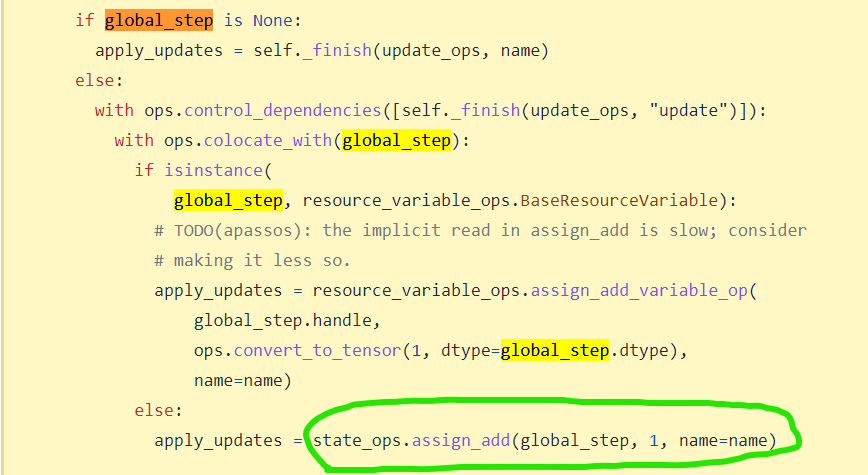 if global_step is None:
apply_updates = self._finish(update_ops, name)
else:
with ops.control_dependencies([self._finish(update_ops, "update")]):
with ops.colocate_with(global_step):
if isinstance(
global_step, resource_variable_ops.BaseResourceVariable):
# TODO(apassos): the implicit read in assign_add is slow; consider
# making it less so.
apply_updates = resource_variable_ops.assign_add_variable_op(
global_step.handle,
ops.convert_to_tensor(1, dtype=global_step.dtype),
name=name)
else:
apply_updates = state_ops.assign_add(global_step, 1, name=name)